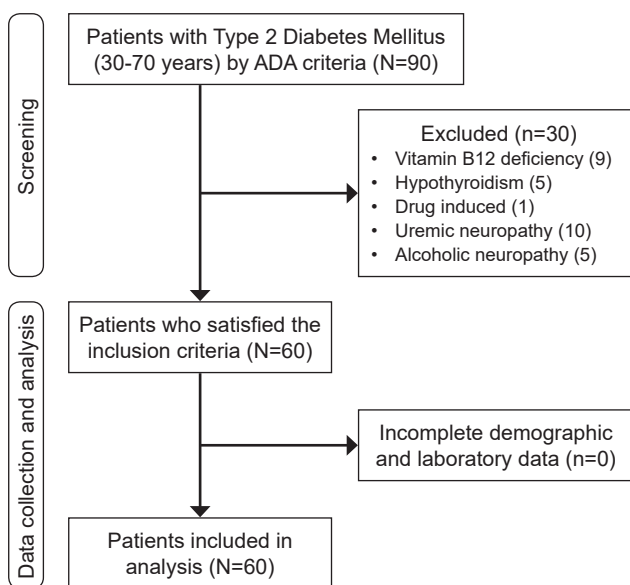 Screening
Patients with Type 2 Diabetes Mellitus
(30-70 years) by ADA criteria (N=90)
Excluded (n=30)
• Vitamin B12 deficiency (9)
• Hypothyroidism (5)
• Drug induced (1)
• Uremic neuropathy (10)
• Alcoholic neuropathy (5)
Data collection and analysis
Patients who satisfied the
inclusion criteria (N=60)
Incomplete demographic
and laboratory data (n=0)
Patients included in
analysis (N=60)